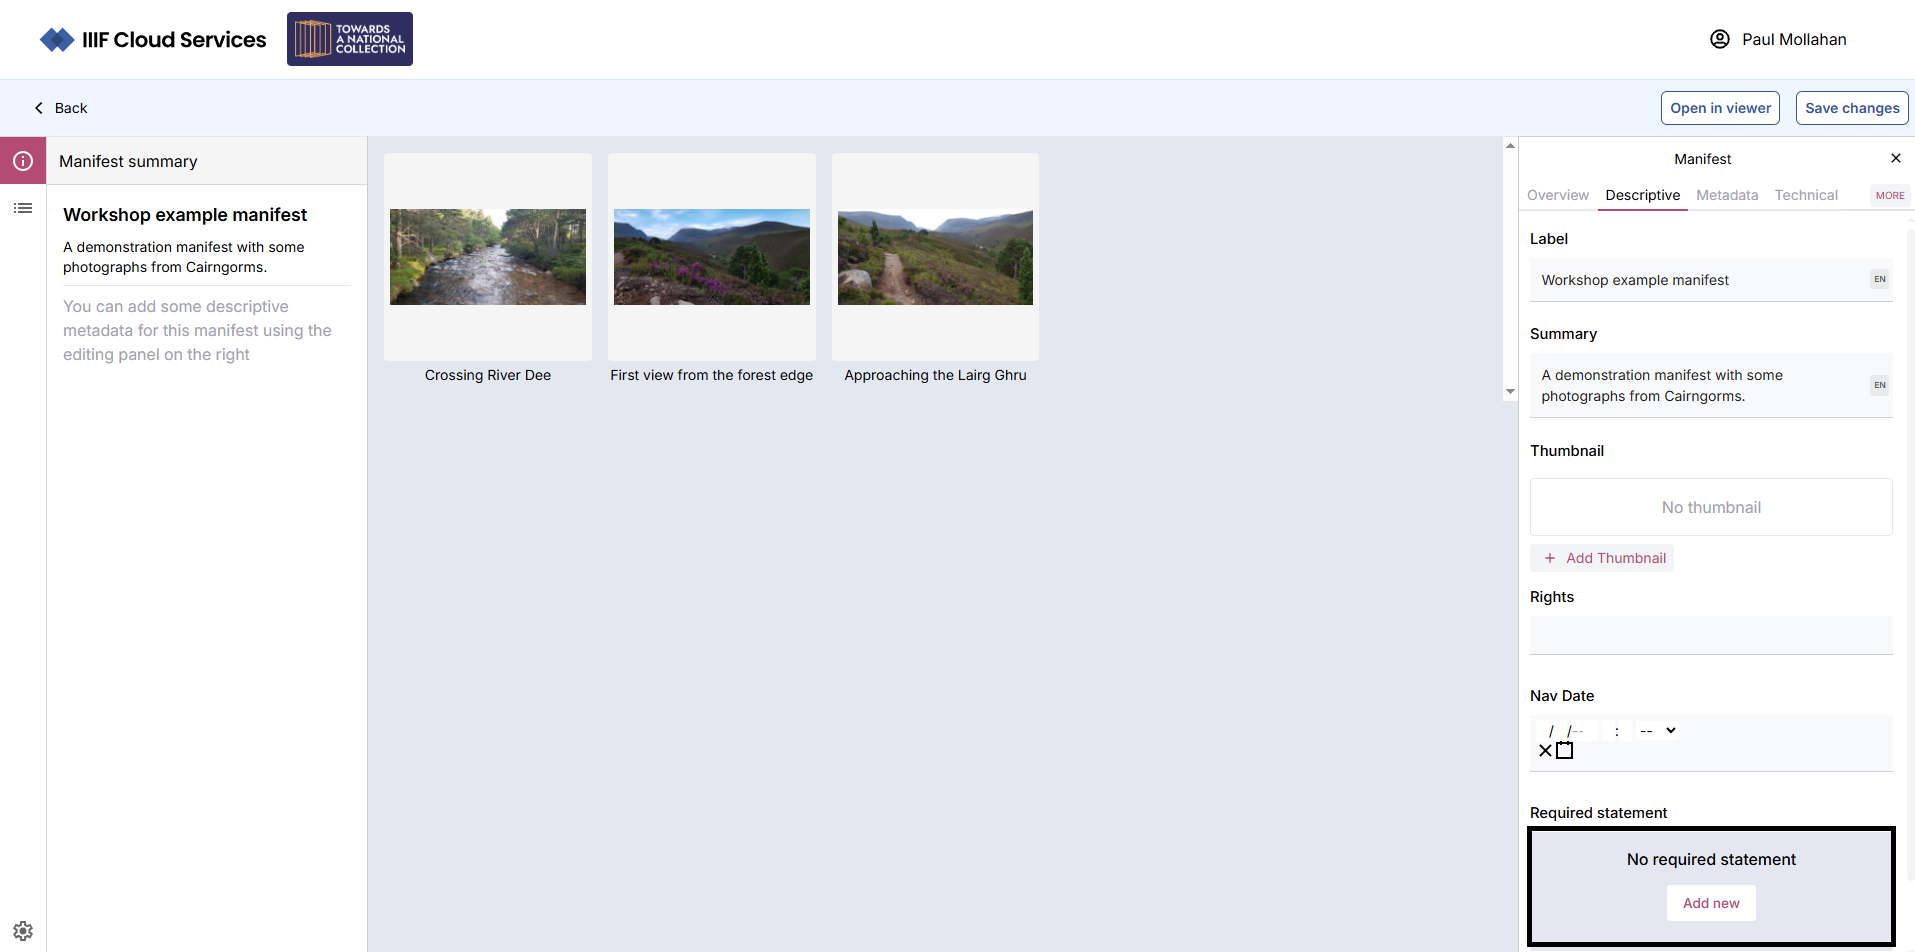 IIIF Cloud Services
TOWARDS
A NATIONAL
COLLECTION
Paul Mollahan
Back
Open in viewer
Save changes
Manifest summary
Workshop example manifest
A demonstration manifest with some
photographs from Cairngorms.
You can add some descriptive
metadata for this manifest using the
editing panel on the right
Crossing River Dee
First view from the forest edge
Approaching the Lairg Ghru
Manifest
Overview
Descriptive
Metadata
Technical
MORE
Label
Workshop example manifest
EN
Summary
A demonstration manifest with some
photographs from Cairngorms.
EN
Thumbnail
No thumbnail
+ Add Thumbnail
Rights
Nav Date
/ /-- : --
Required statement
No required statement
Add new